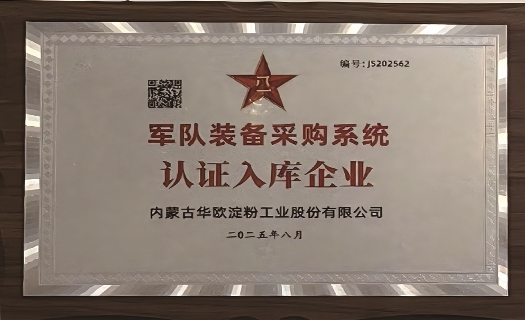 编号:JS202562
军队装备采购系统
认证入库企业
内蒙古华欧淀粉工业股份有限公司
二〇二五年八月